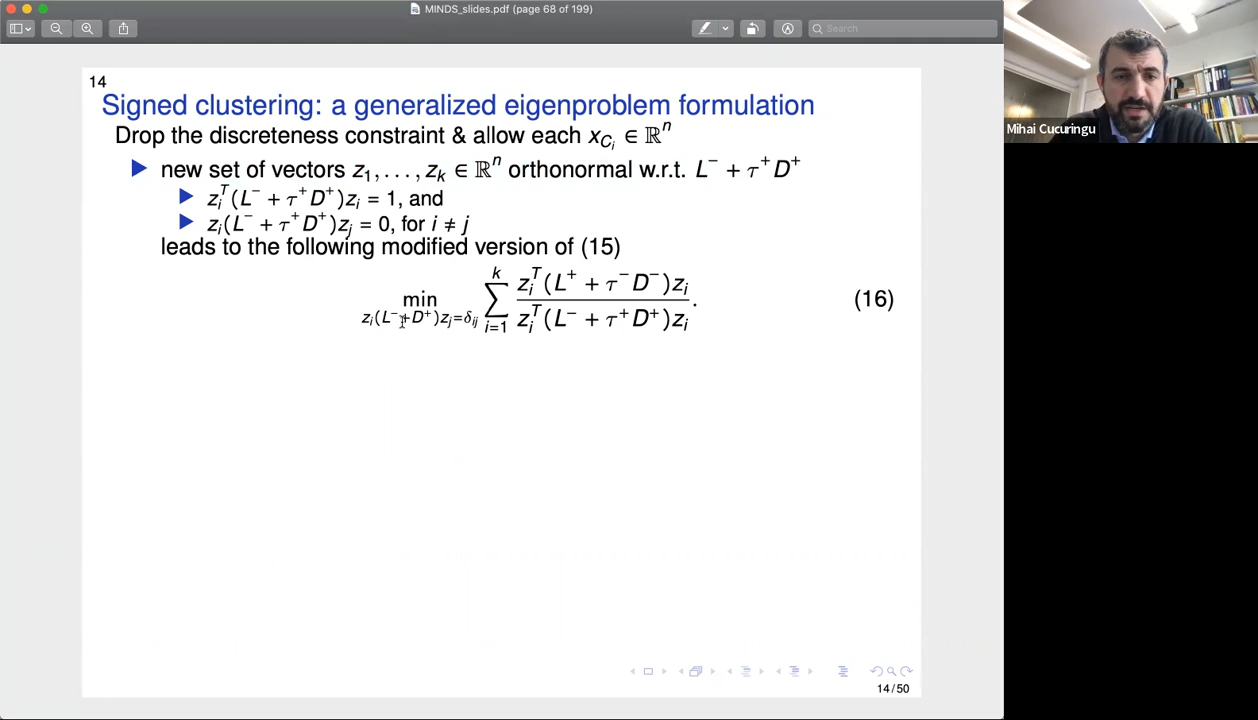 MINDS_slides.pdf (page 68 of 199)
Search
Mihai Cucuringu
14
Signed clustering: a generalized eigenproblem formulation
Drop the discreteness constraint & allow each x_{C_i} ∈ ℝ^n
▶ new set of vectors z_1, . . . , z_k ∈ ℝ^n orthonormal w.r.t. L^− + τ^+ D^+
▶ z_i^T (L^− + τ^+ D^+) z_i = 1, and
▶ z_i (L^− + τ^+ D^+) z_j = 0, for i ≠ j
leads to the following modified version of (15)
min_{z_i (L^− + D^+) z_j = δ_{ij}} ∑_{i=1}^{k} \frac{z_i^T (L^+ + τ^− D^−) z_i}{z_i^T (L^− + τ^+ D^+) z_i}. (16)
14/50